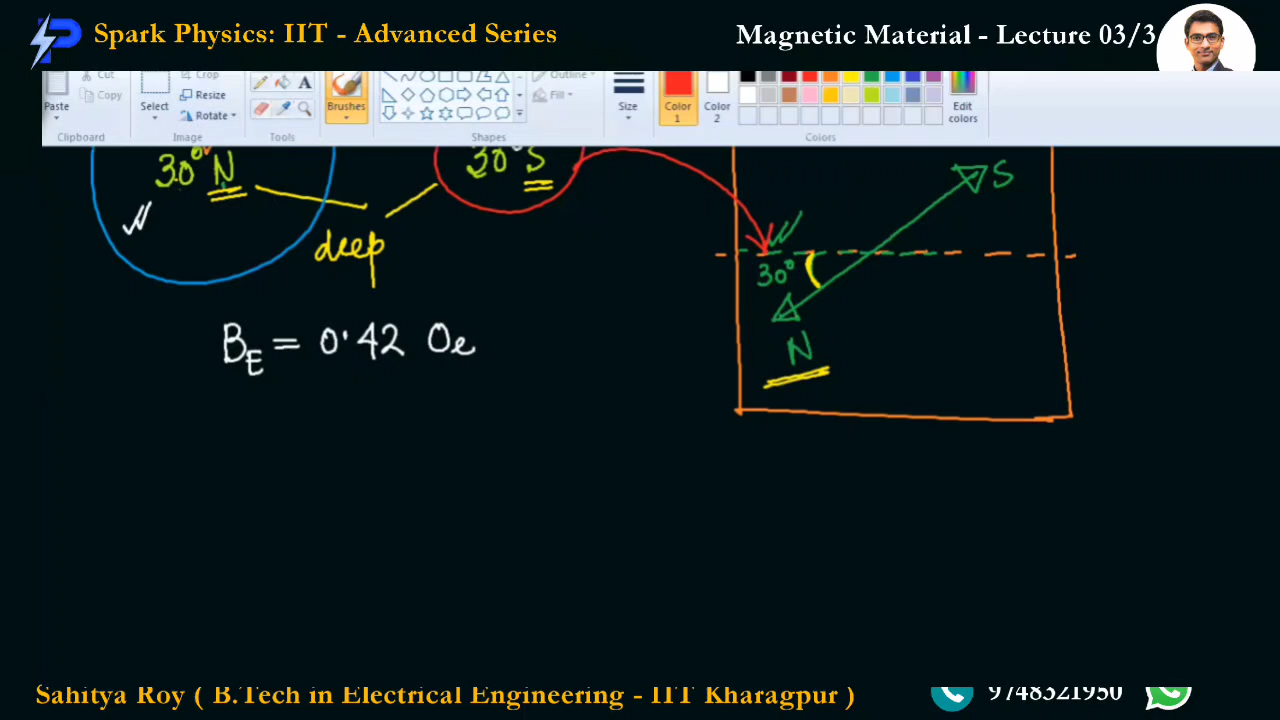 Spark Physics: IIT - Advanced Series
Magnetic Material - Lecture 03/3
Paste
Cut
Copy
Clipboard
Select
Crop
Resize
Rotate
Image
A
Tools
Brushes
Outline
Fill
Shapes
Size
Color 1
Color 2
Edit colors
Colors
30° N
30° S
deep
S
30°
N
B_E = 0.42 Oe
Sahitya Roy ( B.Tech in Electrical Engineering - IIT Kharagpur )
9748321950